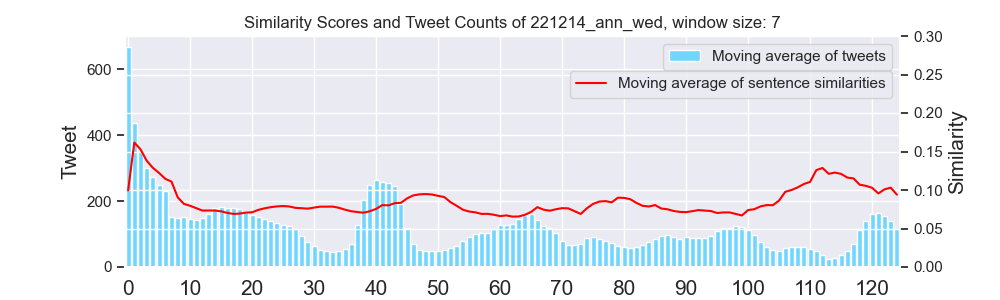 Similarity Scores and Tweet Counts of 221214_ann_wed, window size: 7
Moving average of tweets
Moving average of sentence similarities
Tweet
600
400
200
0
Similarity
0.30
0.25
0.20
0.15
0.10
0.05
0.00
0 10 20 30 40 50 60 70 80 90 100 110 120